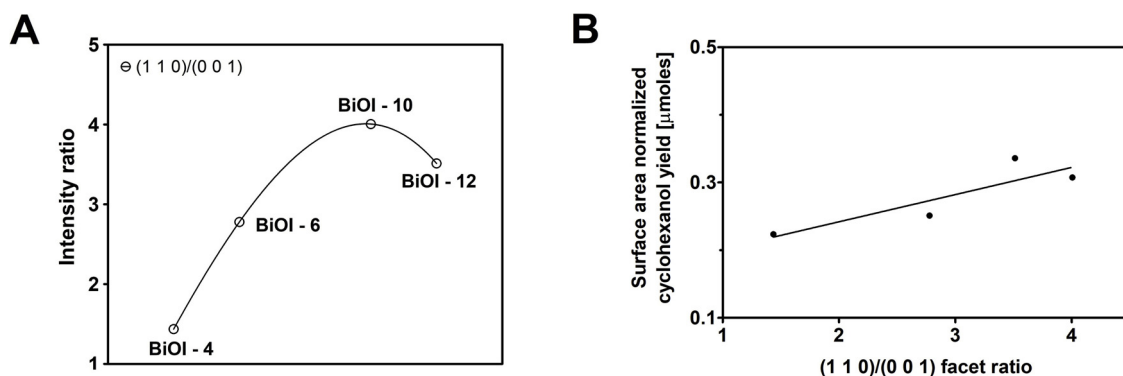 A
5
4
3
2
1
Intensity ratio
(1 1 0)/(0 0 1)
BiOI - 10
BiOI - 12
BiOI - 6
BiOI - 4
B
0.5
0.3
0.1
Surface area normalized
cyclohexanol yield [μmoles]
1 2 3 4
(1 1 0)/(0 0 1) facet ratio